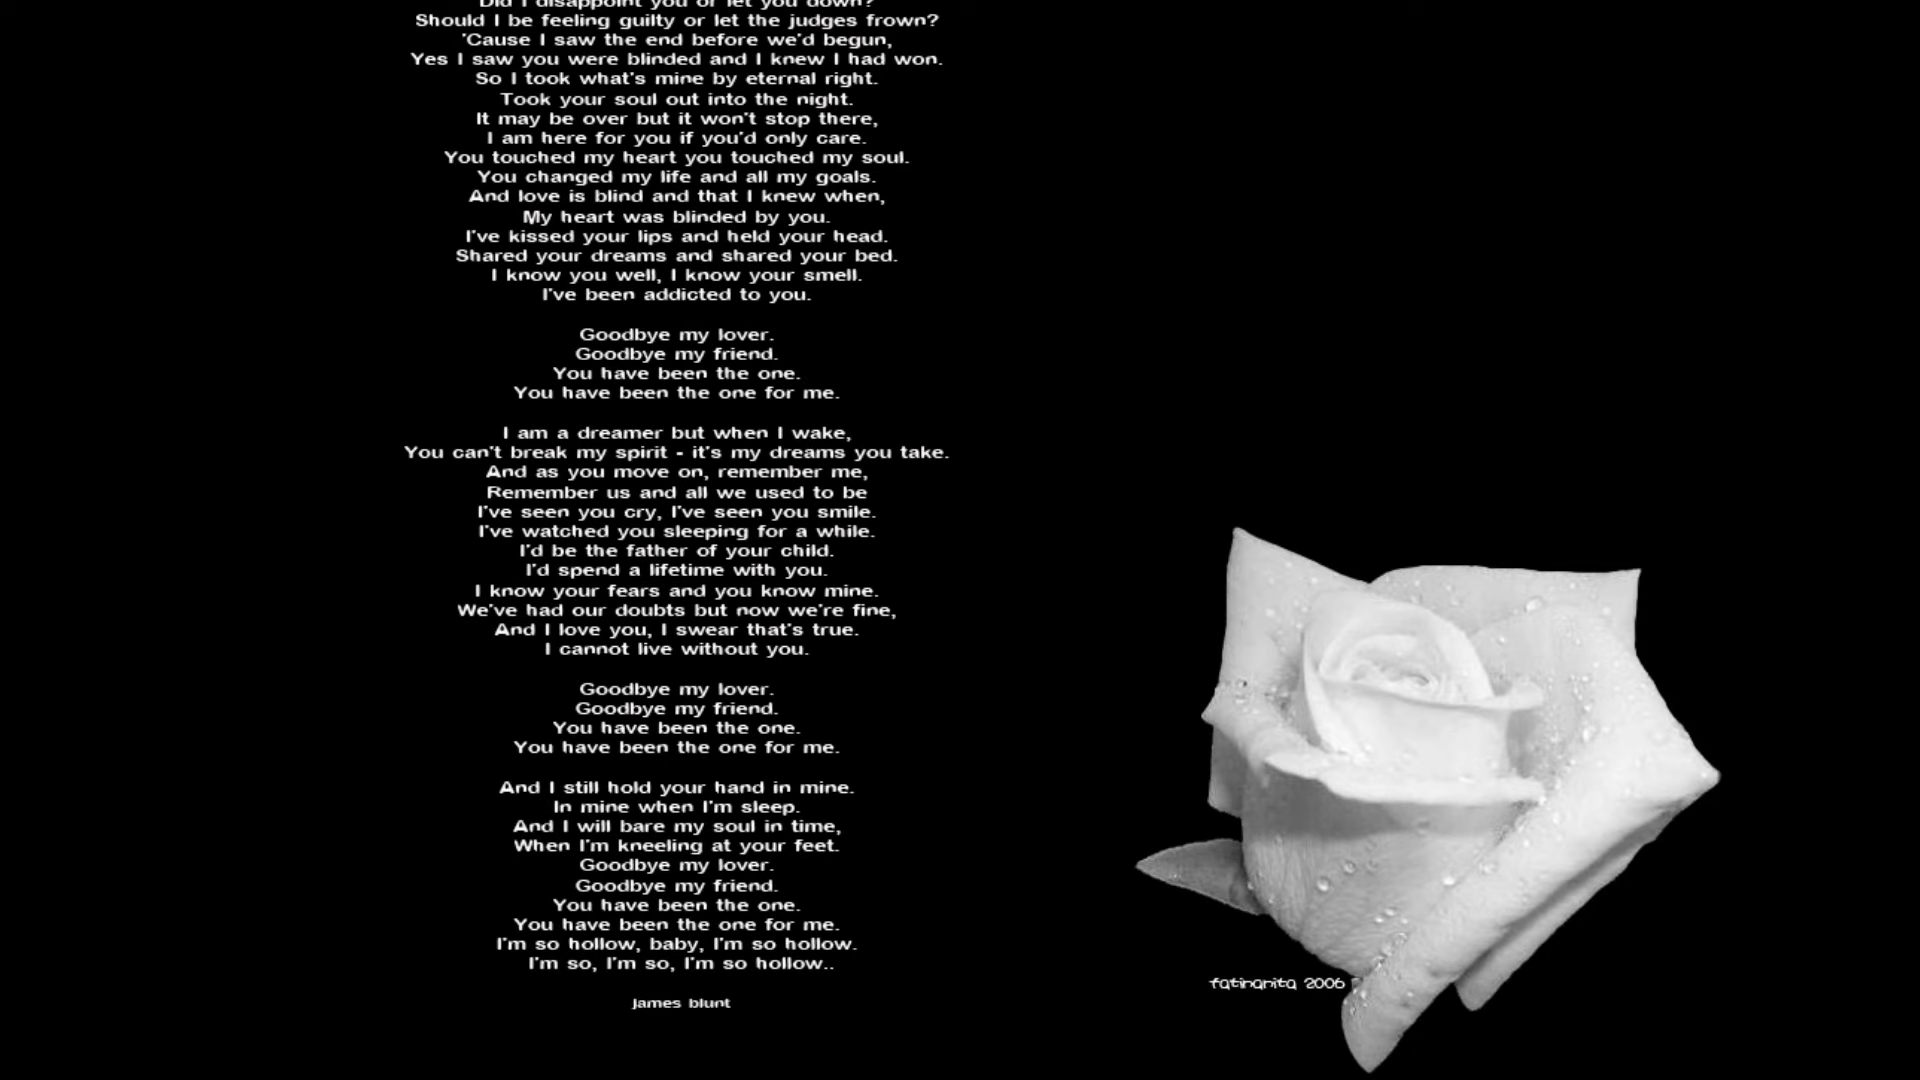 Did I disappoint you or let you down?
Should I be feeling guilty or let the judges frown?
'Cause I saw the end before we'd begun,
Yes I saw you were blinded and I knew I had won.
So I took what's mine by eternal right.
Took your soul out into the night.
It may be over but it won't stop there,
I am here for you if you'd only care.
You touched my heart you touched my soul.
You changed my life and all my goals.
And love is blind and that I knew when,
My heart was blinded by you.
I've kissed your lips and held your head.
Shared your dreams and shared your bed.
I know you well, I know your smell.
I've been addicted to you.

Goodbye my lover.
Goodbye my friend.
You have been the one.
You have been the one for me.

I am a dreamer but when I wake,
You can't break my spirit - it's my dreams you take.
And as you move on, remember me,
Remember us and all we used to be
I've seen you cry, I've seen you smile.
I've watched you sleeping for a while.
I'd be the father of your child.
I'd spend a lifetime with you.
I know your fears and you know mine.
We've had our doubts but now we're fine,
And I love you, I swear that's true.
I cannot live without you.

Goodbye my lover.
Goodbye my friend.
You have been the one.
You have been the one for me.

And I still hold your hand in mine.
In mine when I'm sleep.
And I will bare my soul in time,
When I'm kneeling at your feet.
Goodbye my lover.
Goodbye my friend.
You have been the one.
You have been the one for me.
I'm so hollow, baby, I'm so hollow.
I'm so, I'm so, I'm so hollow..

james blunt
fatinanita 2006